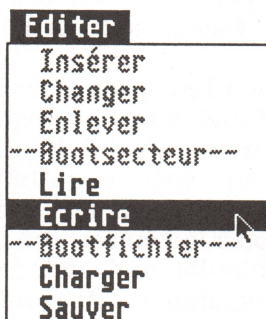 Editer
Insérer
Changer
Enlever
~~Bootsecteur~~
Lire
Ecrire
~~Bootfichier~~
Charger
Sauver